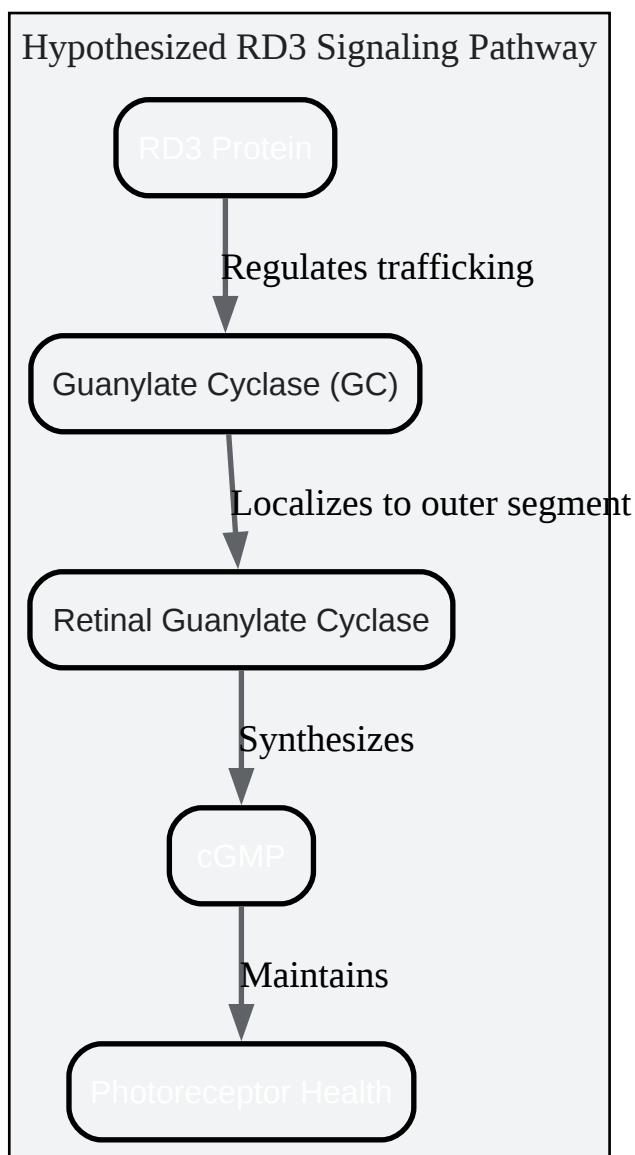 Hypothesized RD3 Signaling Pathway
RD3 Protein
Regulates trafficking
Guanylate Cyclase (GC)
Localizes to outer segment
Retinal Guanylate Cyclase
Synthesizes
cGMP
Maintains
Photoreceptor Health